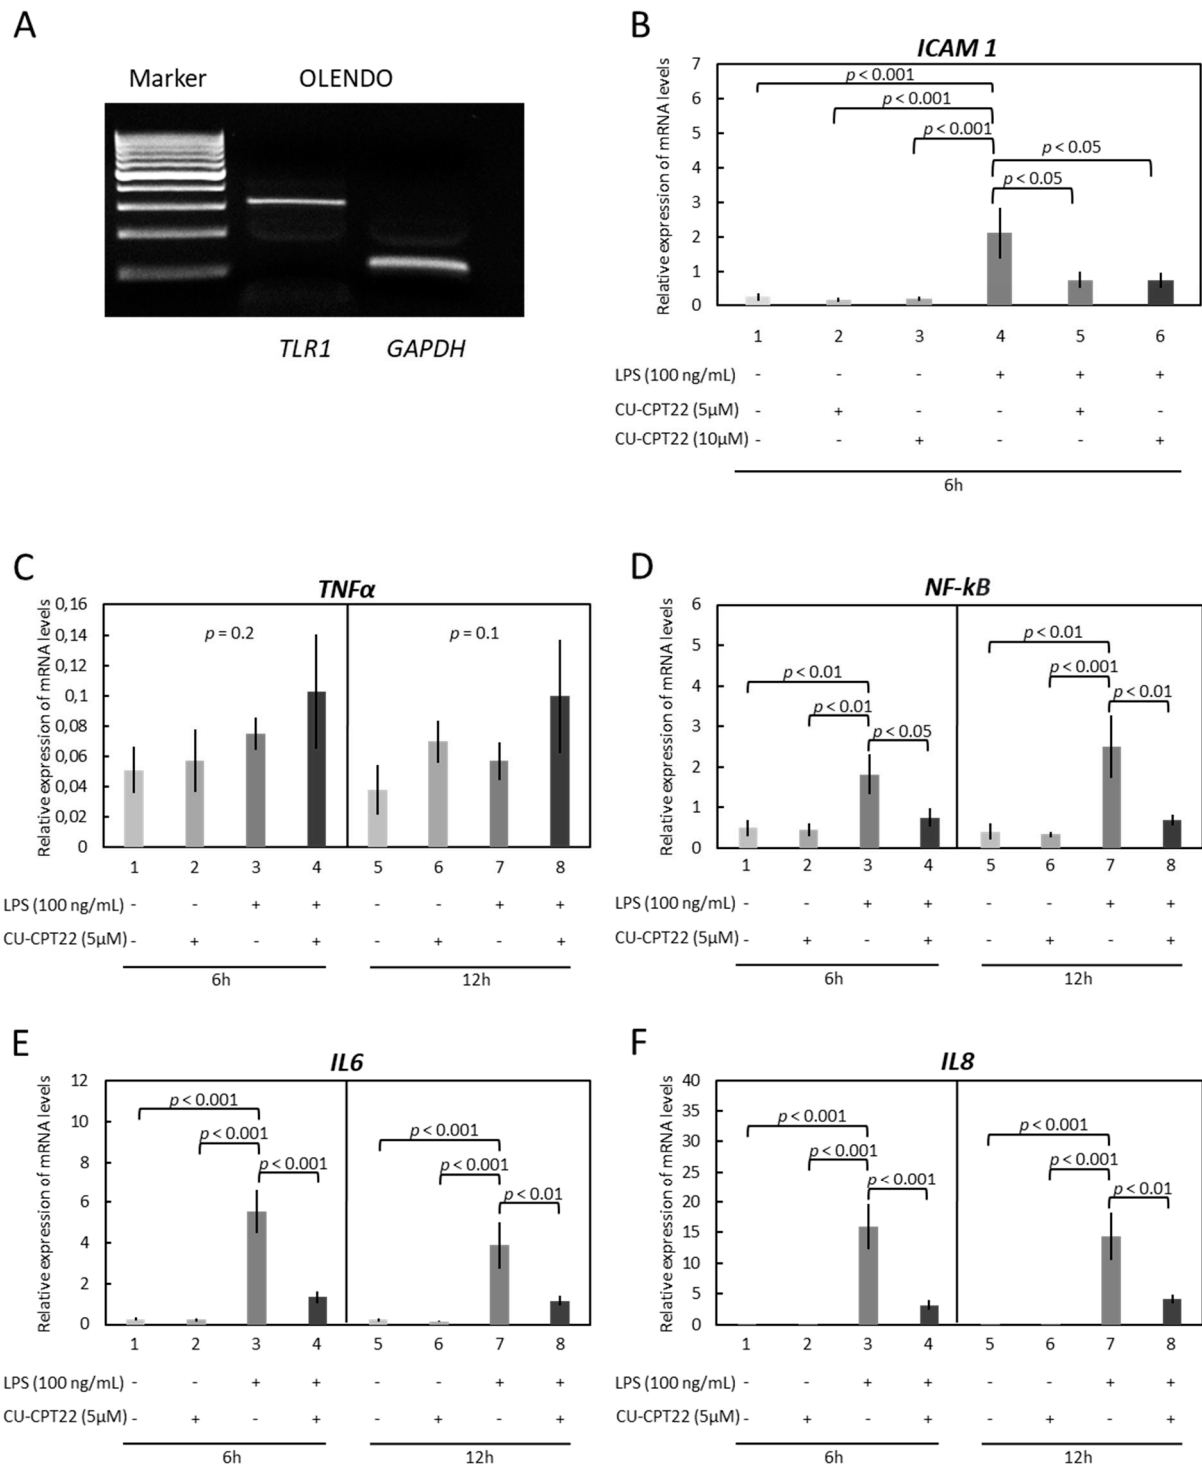 A
Marker OLENDO
TLR1 GAPDH
B
ICAM 1
Relative expression of mRNA levels
7
6
5
4
3
2
1
0
p < 0.001
p < 0.001
p < 0.001
p < 0.05
p < 0.05
1 2 3 4 5 6
LPS (100 ng/mL) - - - + + +
CU-CPT22 (5µM) - + - - + -
CU-CPT22 (10µM) - - + - - +
6h
C
TNFα
Relative expression of mRNA levels
0,16
0,14
0,12
0,1
0,08
0,06
0,04
0,02
0
p = 0.2 p = 0.1
1 2 3 4 5 6 7 8
LPS (100 ng/mL) - - + + - - + +
CU-CPT22 (5µM) - + - + - + - +
6h 12h
D
NF-kB
Relative expression of mRNA levels
6
5
4
3
2
1
0
p < 0.01
p < 0.01
p < 0.05
p < 0.01
p < 0.001
p < 0.01
1 2 3 4 5 6 7 8
LPS (100 ng/mL) - - + + - - + +
CU-CPT22 (5µM) - + - + - + - +
6h 12h
E
IL6
Relative expression of mRNA levels
12
10
8
6
4
2
0
p < 0.001
p < 0.001
p < 0.001
p < 0.001
p < 0.001
p < 0.01
1 2 3 4 5 6 7 8
LPS (100 ng/mL) - - + + - - + +
CU-CPT22 (5µM) - + - + - + - +
6h 12h
F
IL8
Relative expression of mRNA levels
40
35
30
25
20
15
10
5
0
p < 0.001
p < 0.001
p < 0.001
p < 0.001
p < 0.001
p < 0.01
1 2 3 4 5 6 7 8
LPS (100 ng/mL) - - + + - - + +
CU-CPT22 (5µM) - + - + - + - +
6h 12h